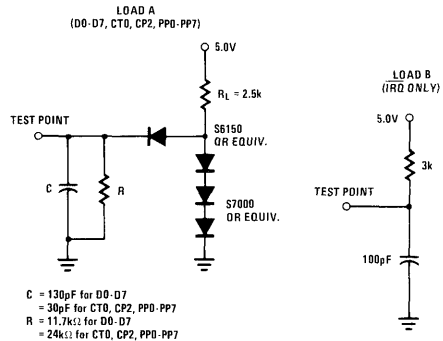 LOAD A
(D0-D7, CT0, CP2, PP0-PP7)
5.0V
RL = 2.5k
TEST POINT
S6150
OR EQUIV.
C
R
S7000
OR EQUIV.
C = 130pF for D0-D7
= 30pF for CT0, CP2, PP0-PP7
R = 11.7kΩ for D0-D7
= 24kΩ for CT0, CP2, PP0-PP7
LOAD B
(IRQ ONLY)
5.0V
3k
TEST POINT
100pF